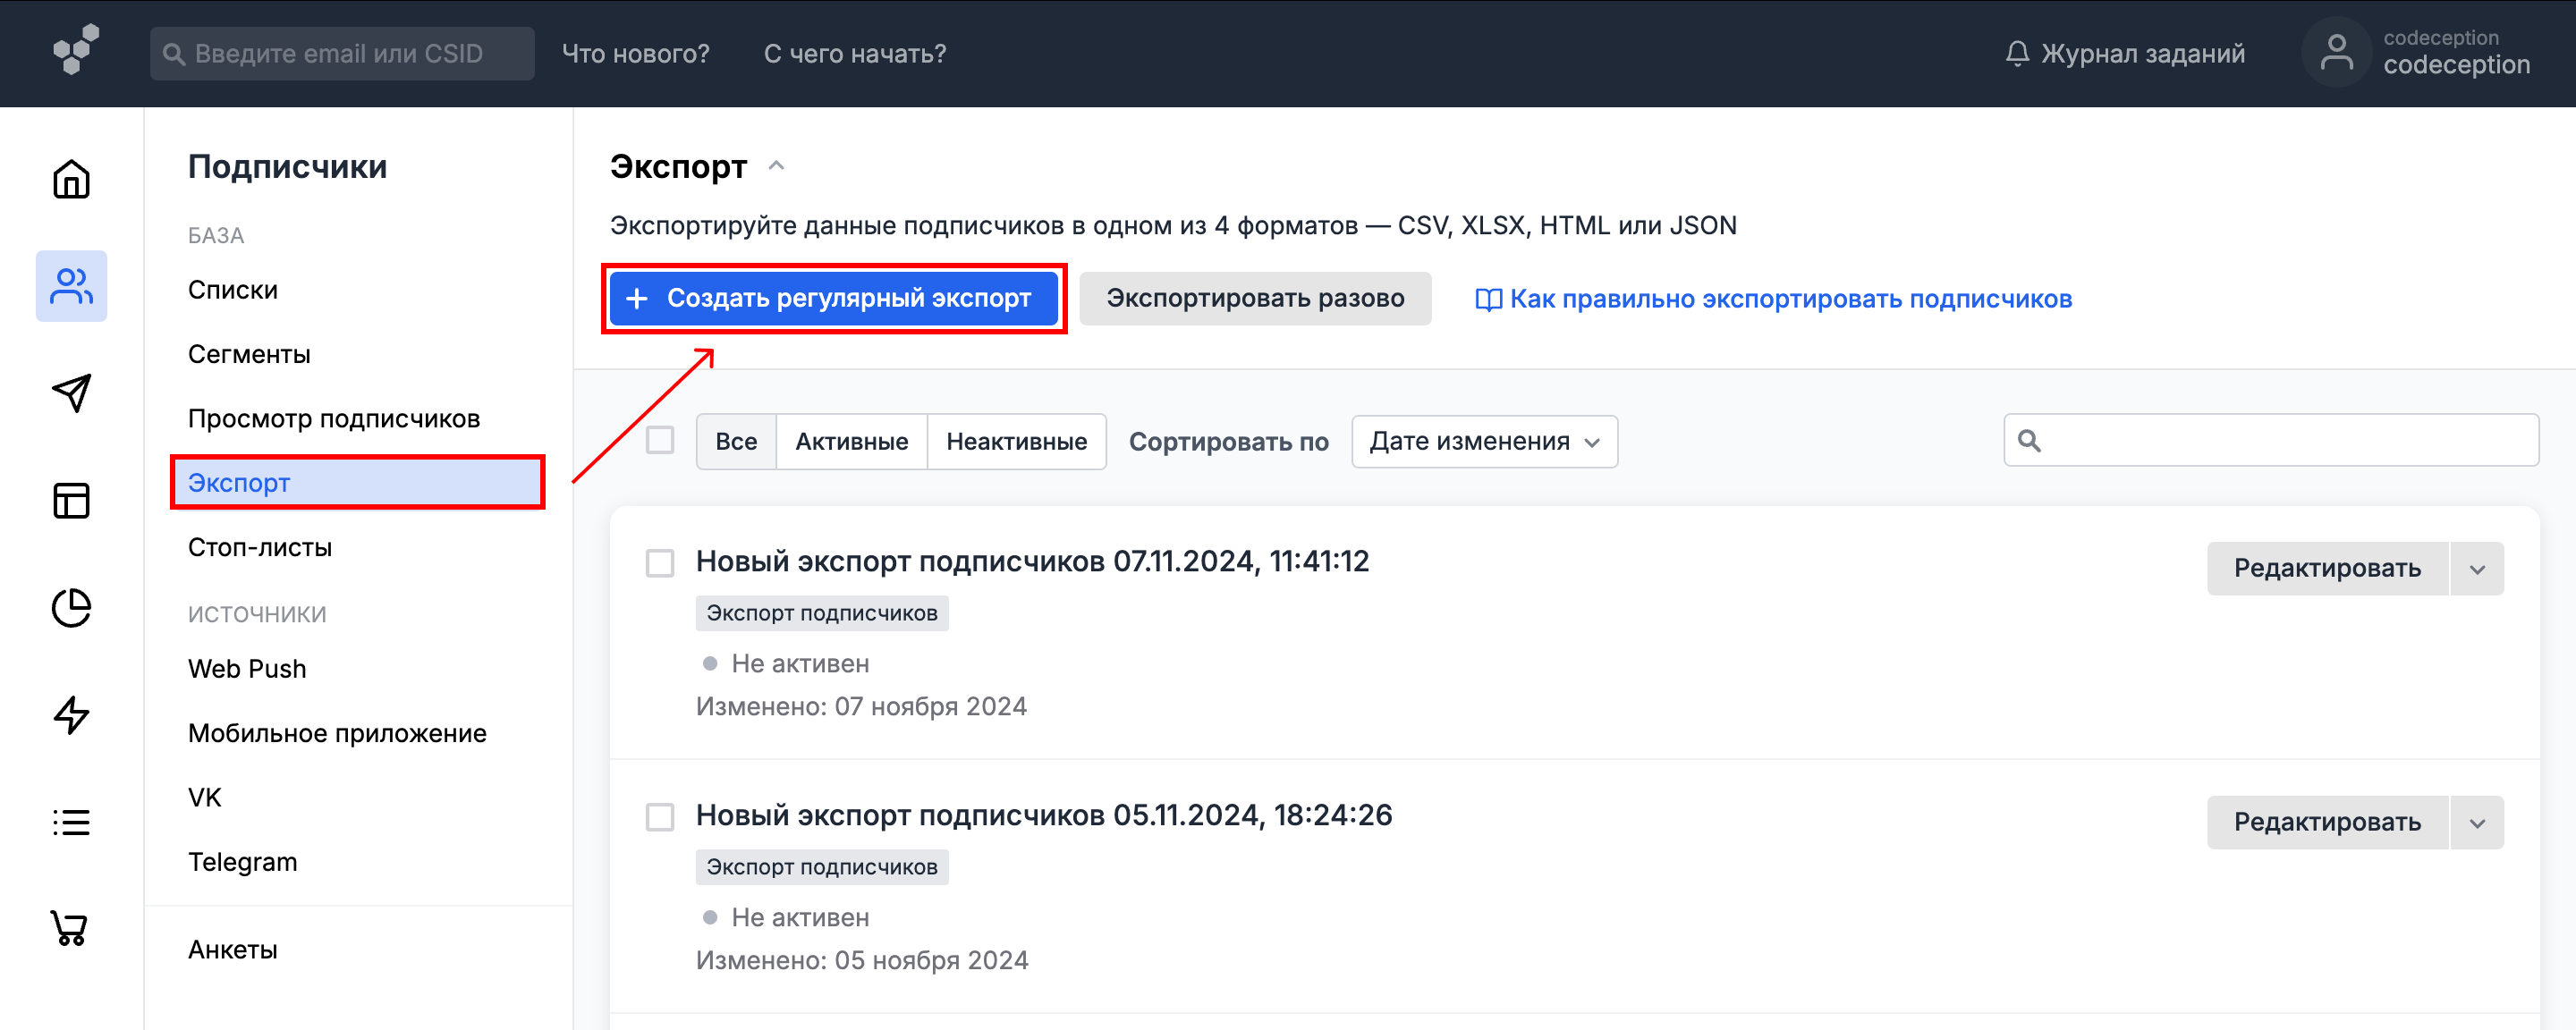 Введите email или CSID
Что нового?
С чего начать?
Журнал заданий
codeception
codeception
Подписчики
БАЗА
Списки
Сегменты
Просмотр подписчиков
Экспорт
Стоп-листы
ИСТОЧНИКИ
Web Push
Мобильное приложение
VK
Telegram
Анкеты
Экспорт
Экспортируйте данные подписчиков в одном из 4 форматов — CSV, XLSX, HTML или JSON
+ Создать регулярный экспорт
Экспортировать разово
Как правильно экспортировать подписчиков
Все
Активные
Неактивные
Сортировать по
Дате изменения
Новый экспорт подписчиков 07.11.2024, 11:41:12
Редактировать
Экспорт подписчиков
Не активен
Изменено: 07 ноября 2024
Новый экспорт подписчиков 05.11.2024, 18:24:26
Редактировать
Экспорт подписчиков
Не активен
Изменено: 05 ноября 2024